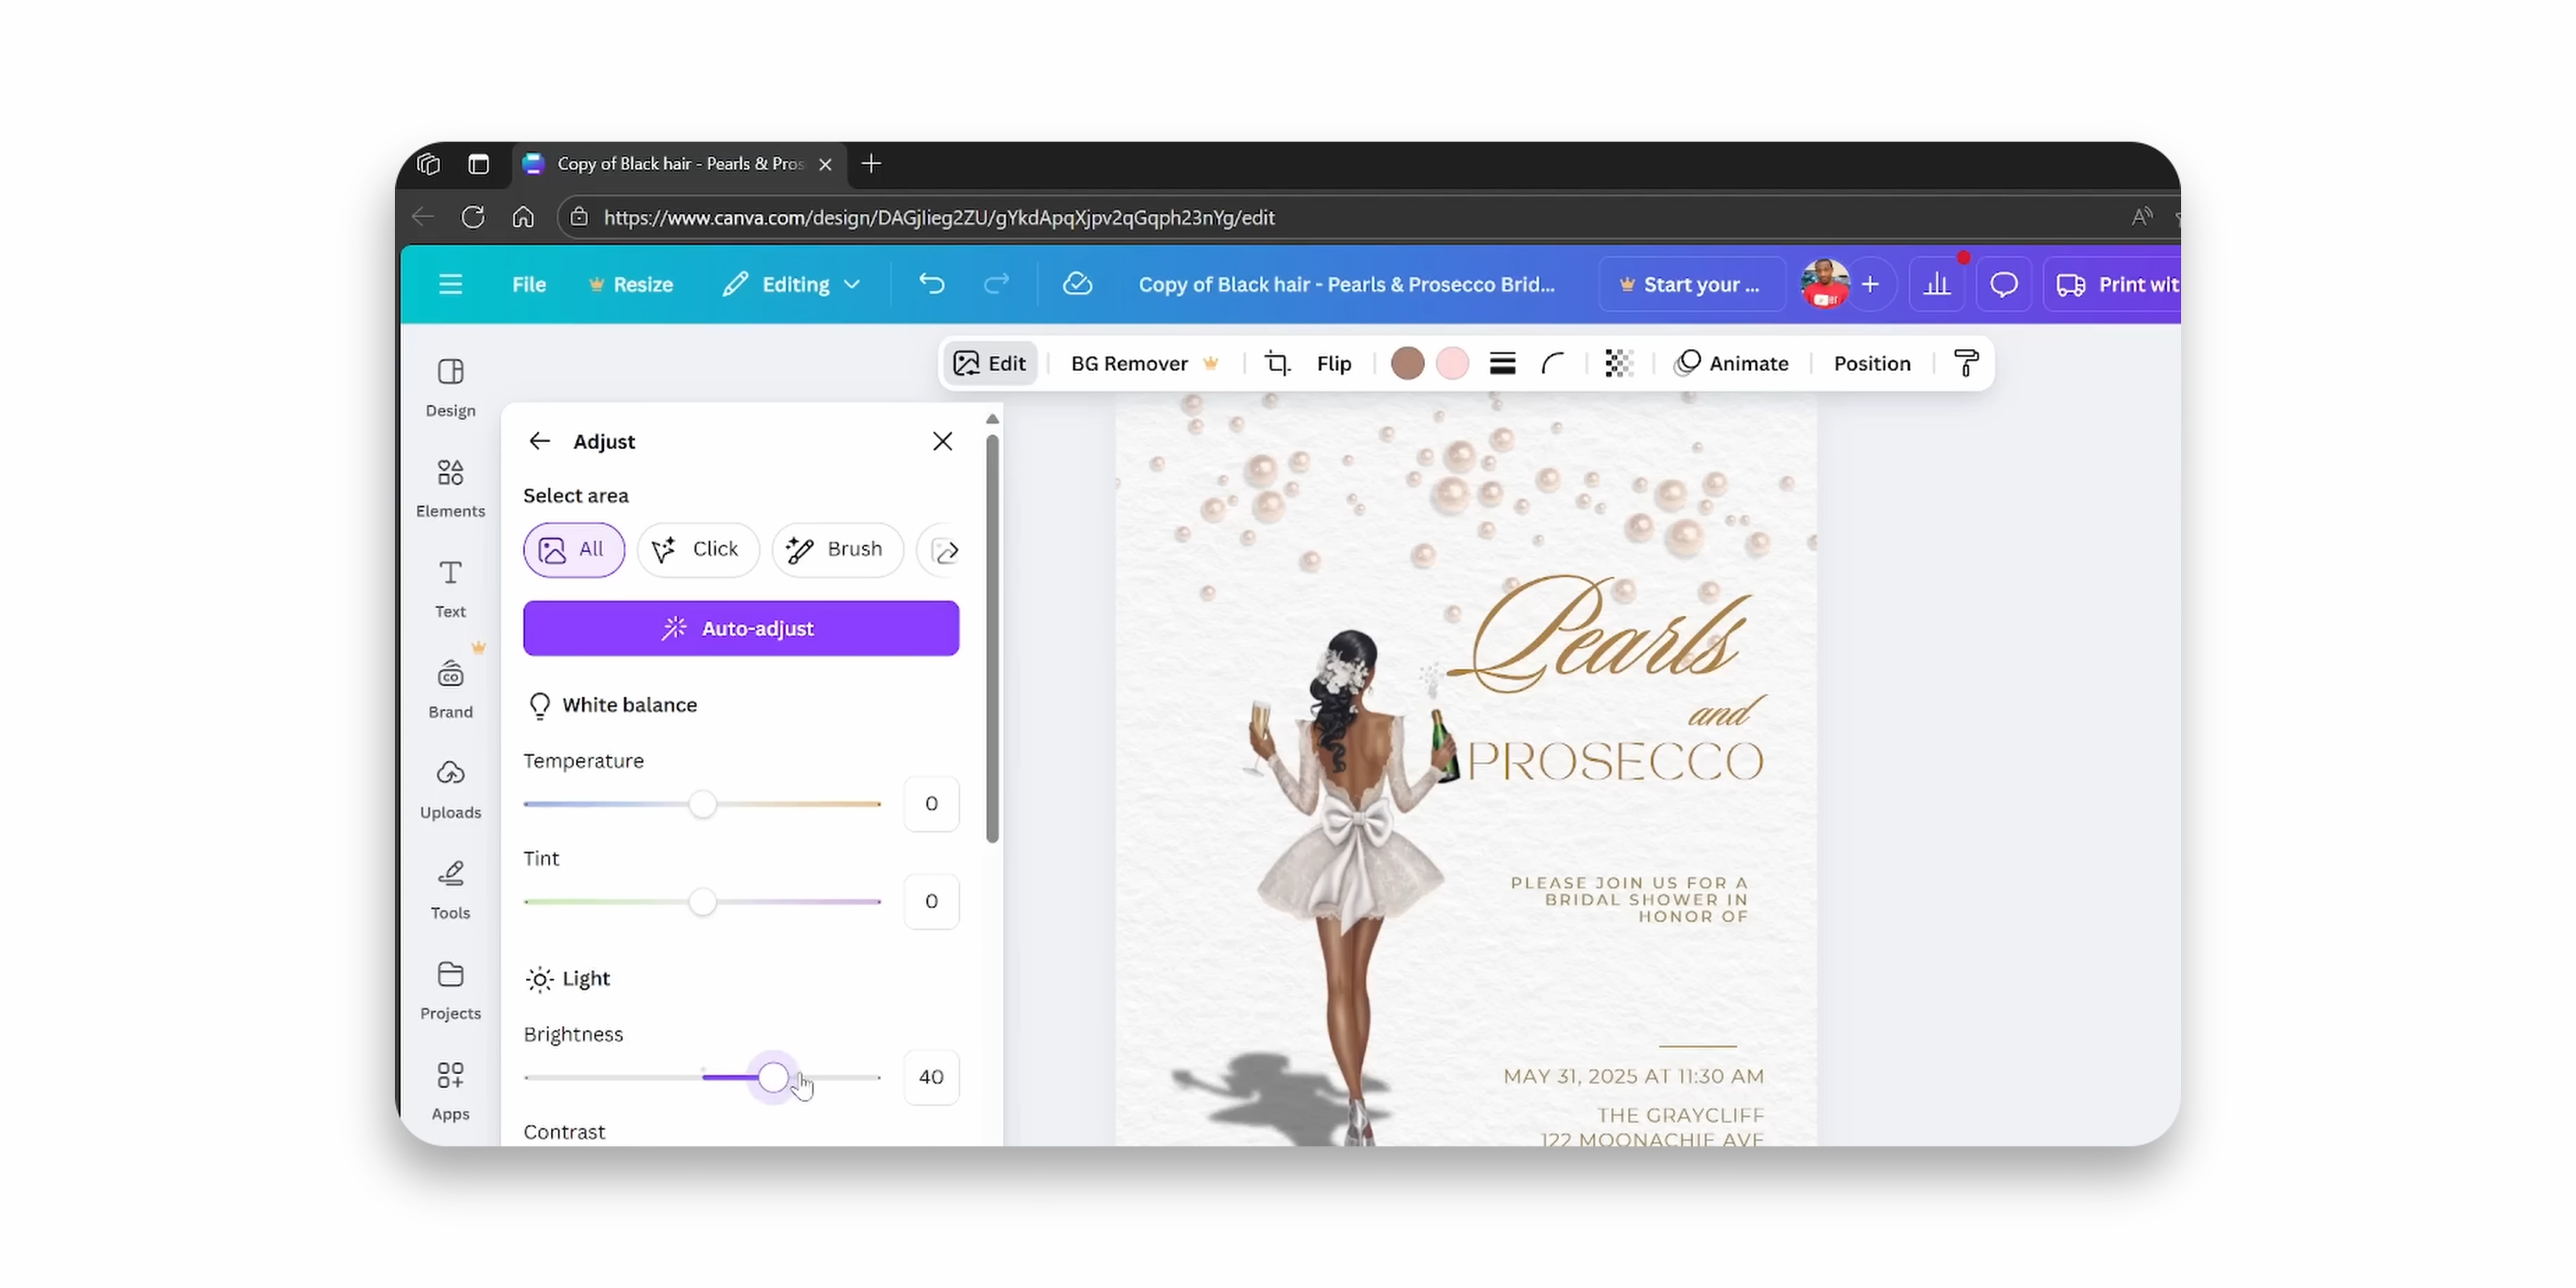 Copy of Black hair - Pearls & Pros
https://www.canva.com/design/DAGjIieg2ZU/gYkdApqXjpv2qGqph23nYg/edit
File
Resize
Editing
Copy of Black hair - Pearls & Prosecco Brid...
Start your ...
Print wit
Edit
BG Remover
Flip
Animate
Position
Design
Elements
Text
CO
Brand
Uploads
Tools
Projects
Apps
Adjust
Select area
All
Click
Brush
Auto-adjust
White balance
Temperature
0
Tint
0
Light
Brightness
40
Contrast
Pearls
and
PROSECCO
PLEASE JOIN US FOR A
BRIDAL SHOWER IN
HONOR OF
MAY 31, 2025 AT 11:30 AM
THE GRAYCLIFF
122 MOONACHIE AVE